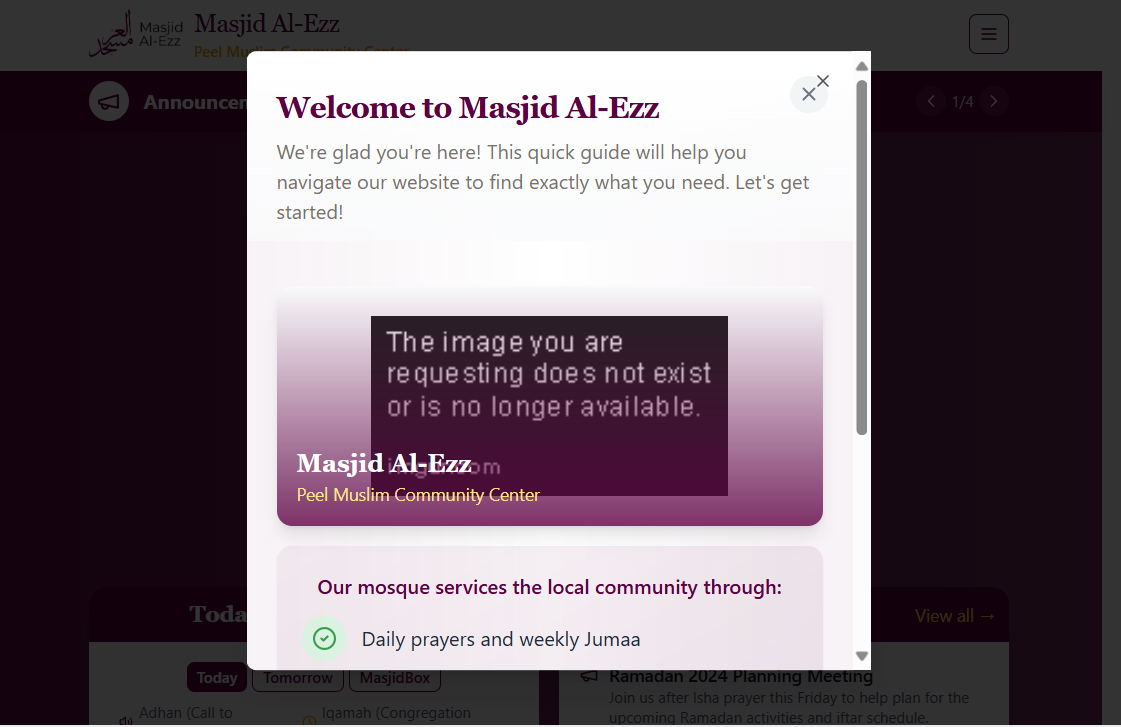 مسجد العز
Masjid
Al-Ezz
Masjid Al-Ezz
Peel Muslim Community Center
Announcem
1/4
Welcome to Masjid Al-Ezz
We're glad you're here! This quick guide will help you
navigate our website to find exactly what you need. Let's get
started!
The image you are
requesting does not exist
or is no longer available.
imgur.com
Masjid Al-Ezz
Peel Muslim Community Center
Our mosque services the local community through:
Daily prayers and weekly Jumaa
Toda
View all →
Today
Tomorrow
MasjidBox
Adhan (Call to
Iqamah (Congregation
Ramadan 2024 Planning Meeting
Join us after Isha prayer this Friday to help plan for the
upcoming Ramadan activities and iftar schedule.